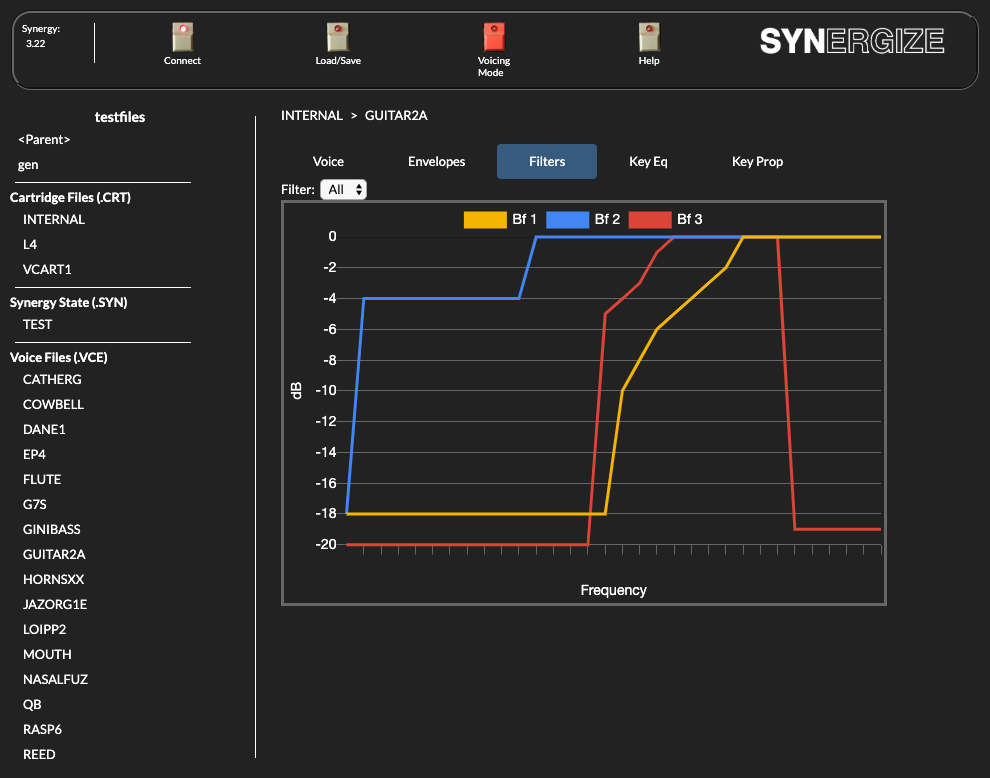 Synergy:
3.22
Connect
Load/Save
Voicing
Mode
Help
SYNERGIZE
testfiles
<Parent>
gen
Cartridge Files (.CRT)
INTERNAL
L4
VCART1
Synergy State (.SYN)
TEST
Voice Files (.VCE)
CATHERG
COWBELL
DANE1
EP4
FLUTE
G7S
GINIBASS
GUITAR2A
HORNSXX
JAZORG1E
LOIPP2
MOUTH
NASALFUZ
QB
RASP6
REED
INTERNAL > GUITAR2A
Voice Envelopes Filters Key Eq Key Prop
Filter: All
Bf 1 Bf 2 Bf 3
0
-2
-4
-6
-8
-10
-12
-14
-16
-18
-20
dB
Frequency